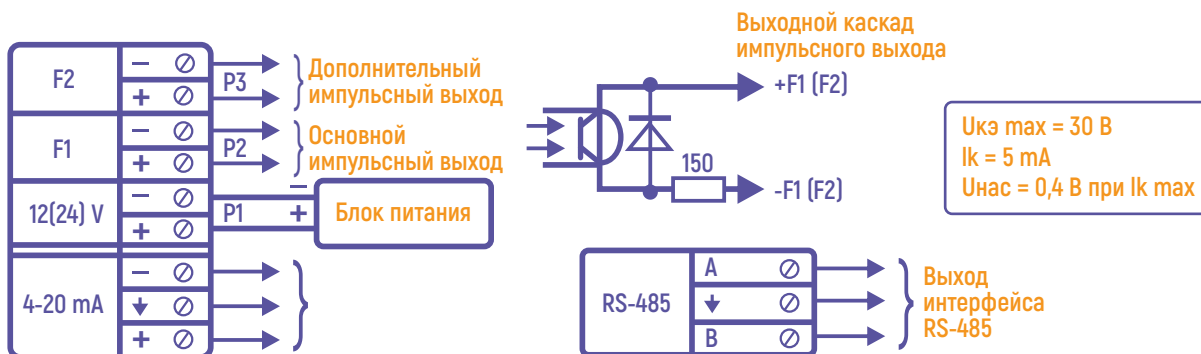 F2
−
+
P3
Дополнительный
импульсный выход
F1
−
+
P2
Основной
импульсный выход
12(24) V
−
+
P1
−
+
Блок питания
4-20 mA
−
+
Выходной каскад
импульсного выхода
+F1 (F2)
150
-F1 (F2)
Uкэ max = 30 В
Ik = 5 mA
Uнас = 0,4 В при Ik max
RS-485
A
B
Выход
интерфейса
RS-485